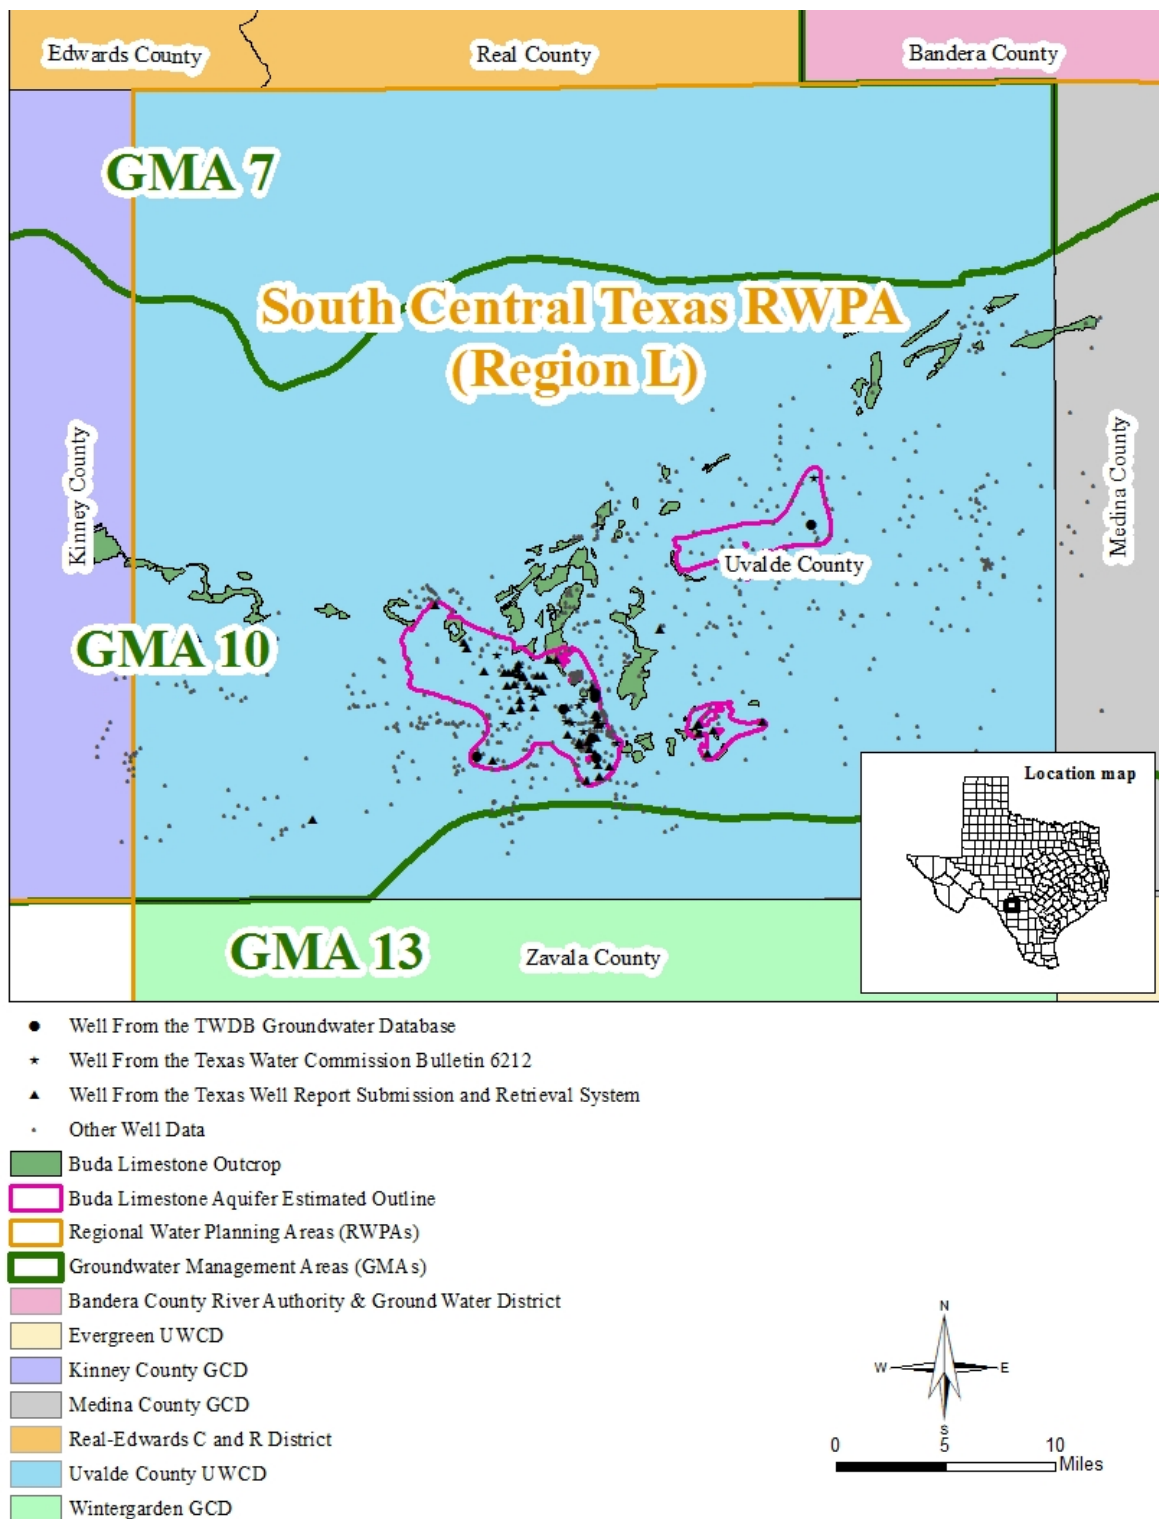 Edwards County
Real County
Bandera County
GMA 7
South Central Texas RWPA
(Region L)
Kinney County
Medina County
Uvalde County
GMA 10
Location map
GMA 13
Zavala County
Well From the TWDB Groundwater Database
Well From the Texas Water Commission Bulletin 6212
Well From the Texas Well Report Submission and Retrieval System
Other Well Data
Buda Limestone Outcrop
Buda Limestone Aquifer Estimated Outline
Regional Water Planning Areas (RWPAs)
Groundwater Management Areas (GMAs)
Bandera County River Authority & Ground Water District
Evergreen UWCD
Kinney County GCD
Medina County GCD
Real-Edwards C and R District
Uvalde County UWCD
Wintergarden GCD
N
W E
S
0 5 10
Miles